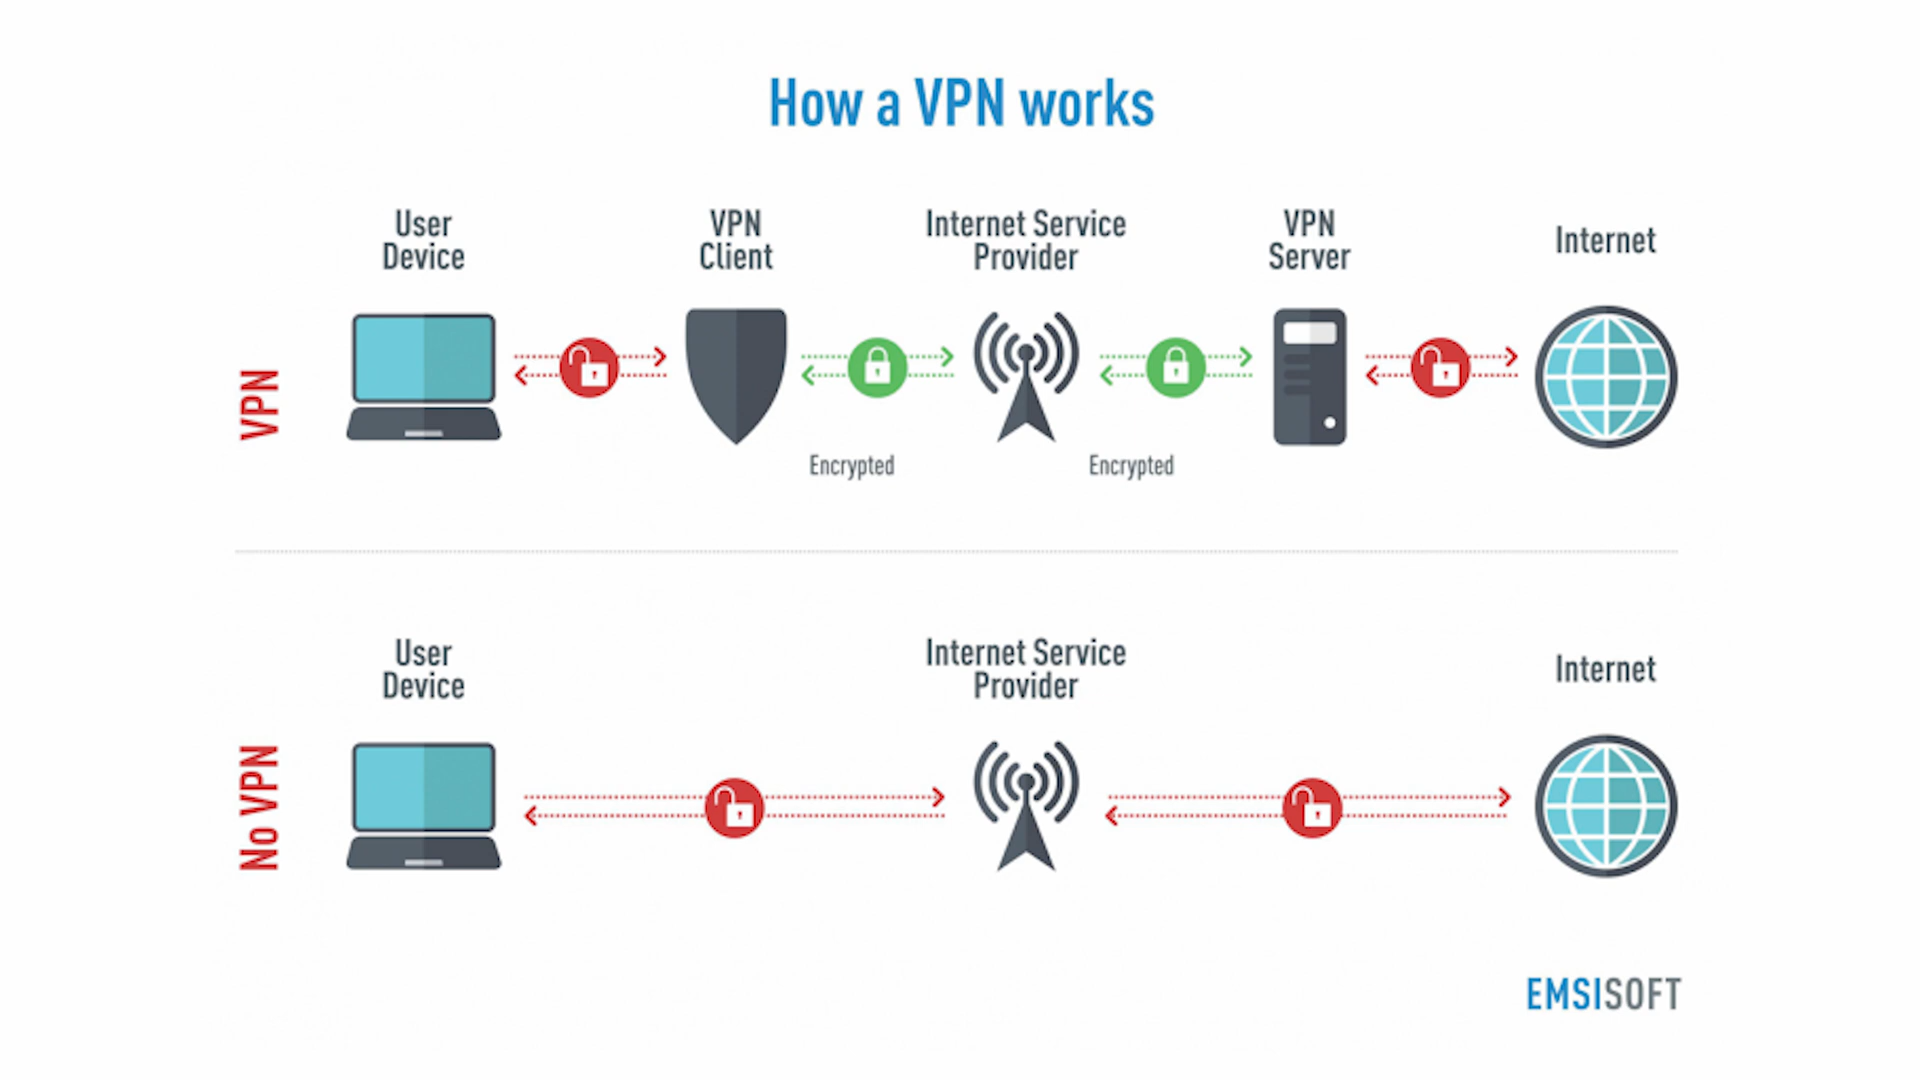 How a VPN works
User
Device
VPN
Client
Internet Service
Provider
VPN
Server
Internet
VPN
Encrypted
Encrypted
User
Device
Internet Service
Provider
Internet
No VPN
EMSISOFT